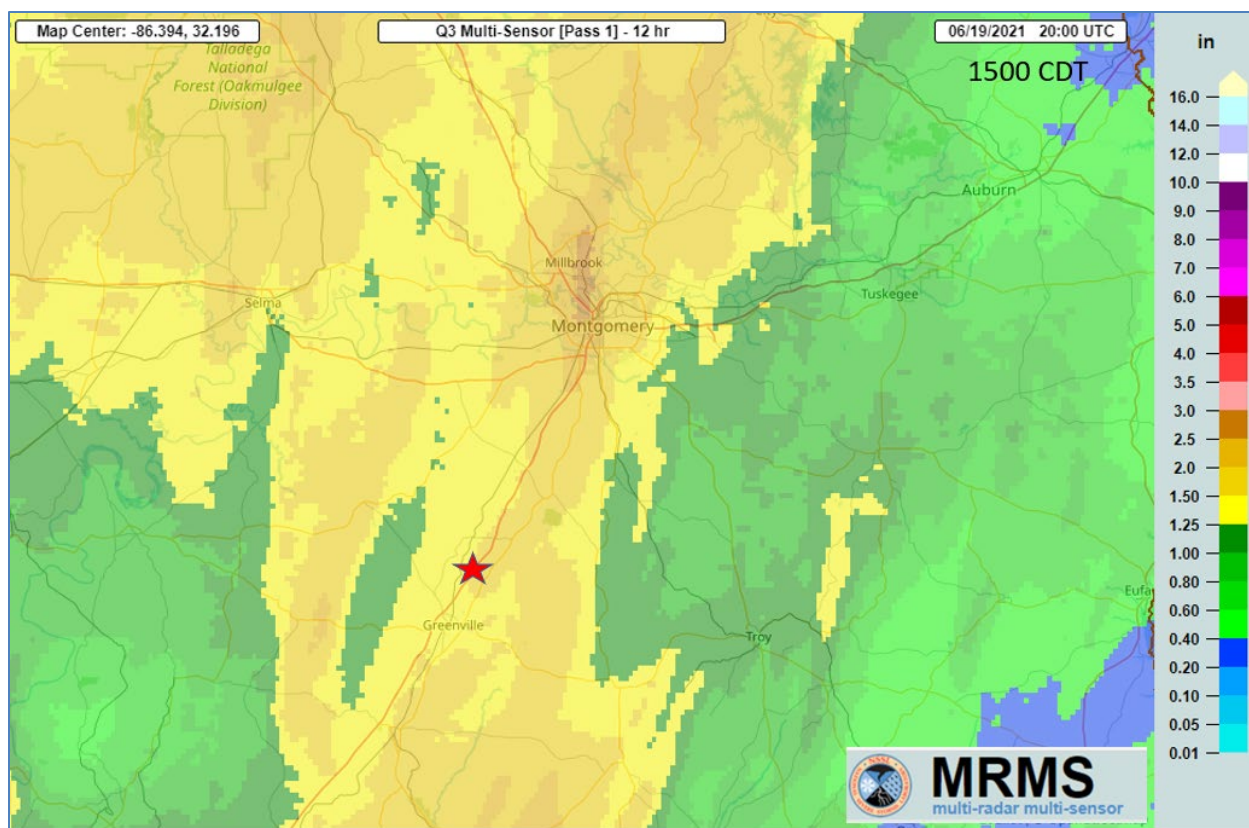 Map Center: -86.394, 32.196
Q3 Multi-Sensor [Pass 1] - 12 hr
06/19/2021 20:00 UTC
1500 CDT
in
Talladega
National
Forest (Oakmulgee
Division)
Auburn
Millbrook
Tuskegee
Selma
Montgomery
Eufa
Greenville
Troy
16.0
14.0
12.0
10.0
9.0
8.0
7.0
6.0
5.0
4.0
3.5
3.0
2.5
2.0
1.50
1.25
1.00
0.80
0.60
0.40
0.20
0.10
0.05
0.01
NSSL
MRMS
multi-radar multi-sensor